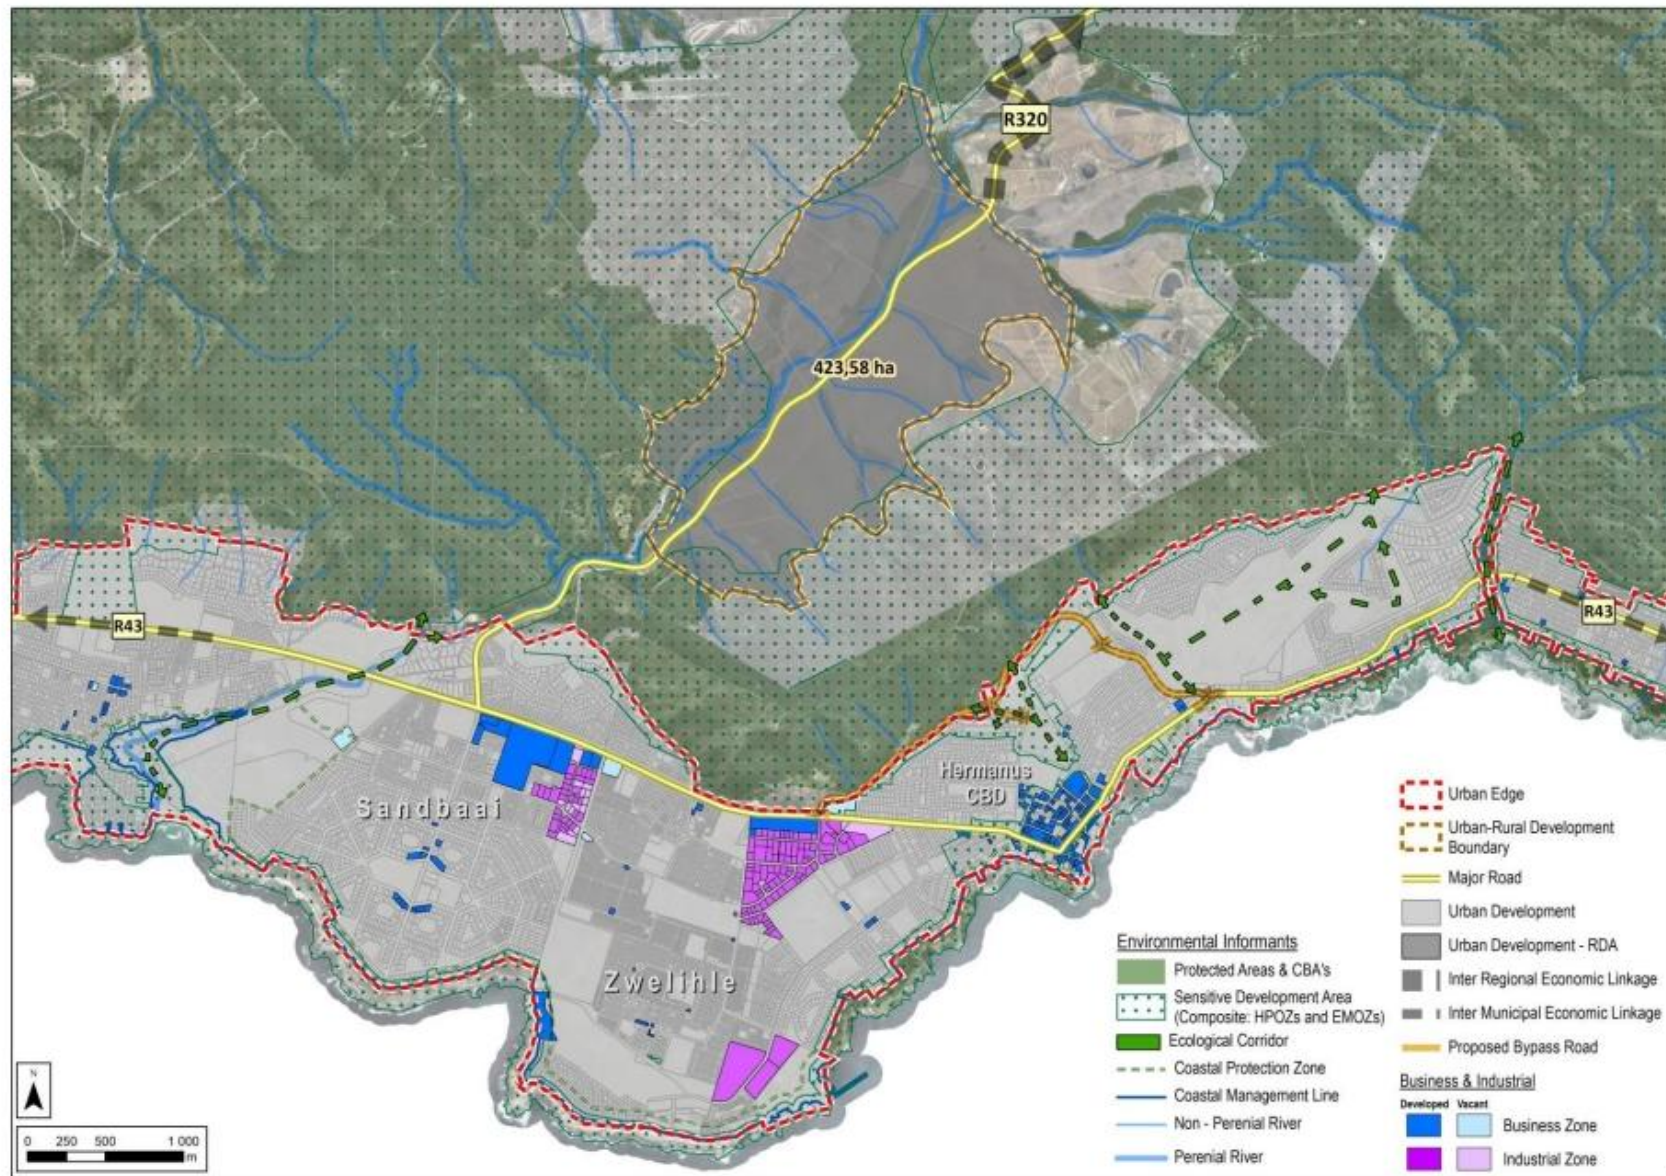 R320
423,58 ha
R43
R43
Sandbaai
Hermanus
CBD
Zwelihle
N
0 250 500 1 000
m
Environmental Informants
Protected Areas & CBA's
Sensitive Development Area
(Composite: HPOZs and EMOZs)
Ecological Corridor
Coastal Protection Zone
Coastal Management Line
Non - Perenial River
Perenial River
Urban Edge
Urban-Rural Development
Boundary
Major Road
Urban Development
Urban Development - RDA
Inter Regional Economic Linkage
Inter Municipal Economic Linkage
Proposed Bypass Road
Business & Industrial
Developed Vacant
Business Zone
Industrial Zone